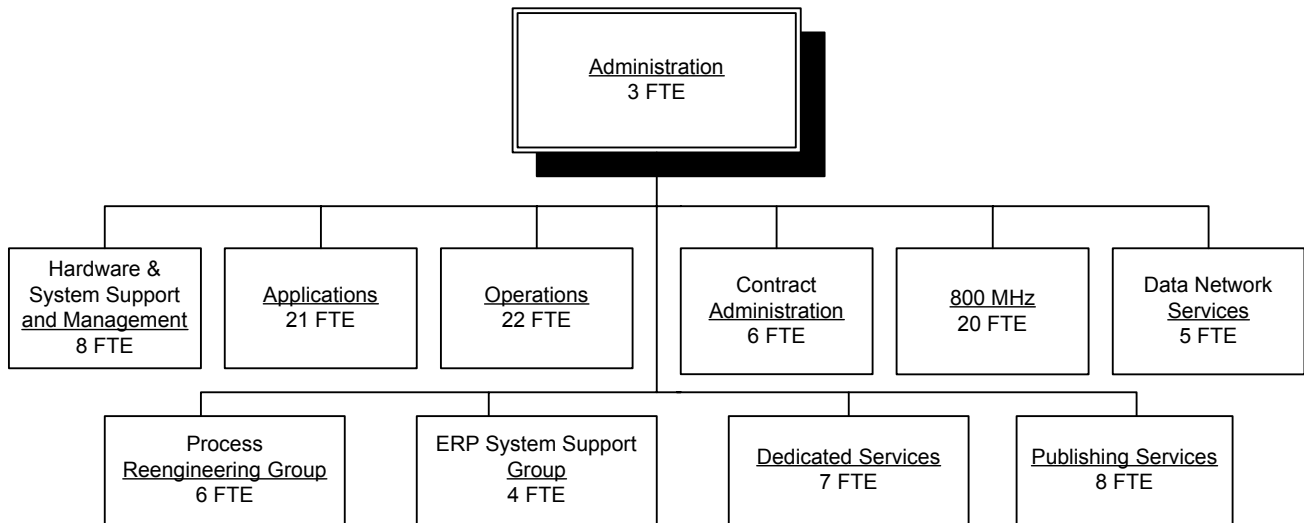 Administration
3 FTE
Hardware &
System Support
and Management
8 FTE
Applications
21 FTE
Operations
22 FTE
Contract
Administration
6 FTE
800 MHz
20 FTE
Data Network
Services
5 FTE
Process
Reengineering Group
6 FTE
ERP System Support
Group
4 FTE
Dedicated Services
7 FTE
Publishing Services
8 FTE